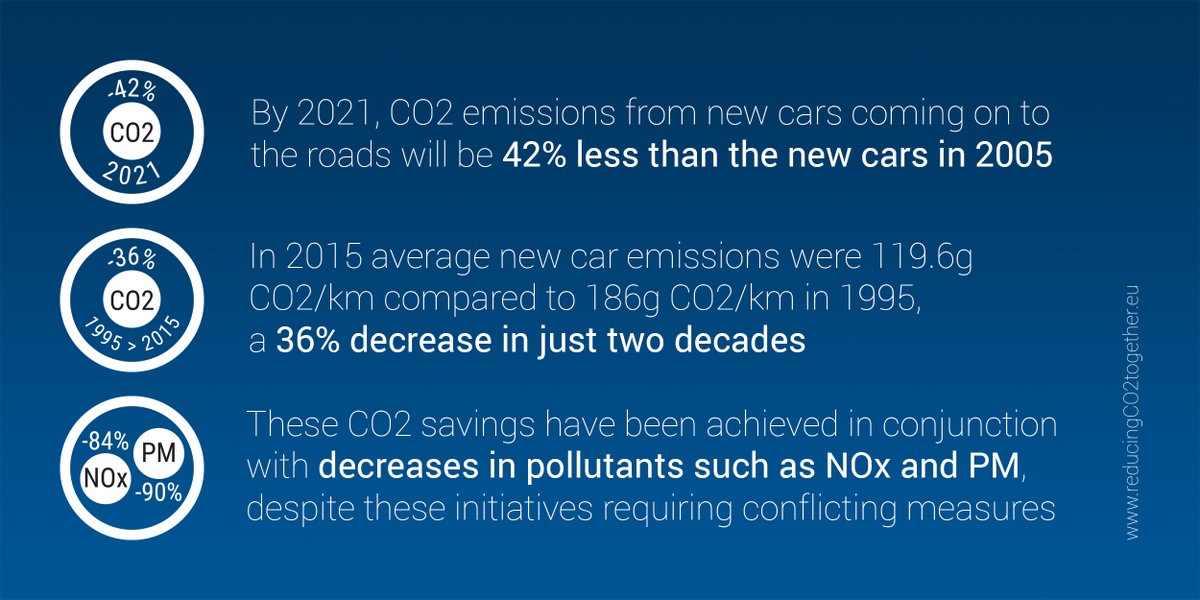 -42%
CO2
2021
By 2021, CO2 emissions from new cars coming on to
the roads will be 42% less than the new cars in 2005
-36%
CO2
1995 > 2015
In 2015 average new car emissions were 119.6g
CO2/km compared to 186g CO2/km in 1995,
a 36% decrease in just two decades
-84%
PM
NOx
-90%
These CO2 savings have been achieved in conjunction
with decreases in pollutants such as NOx and PM,
despite these initiatives requiring conflicting measures
www.reducingCO2together.eu